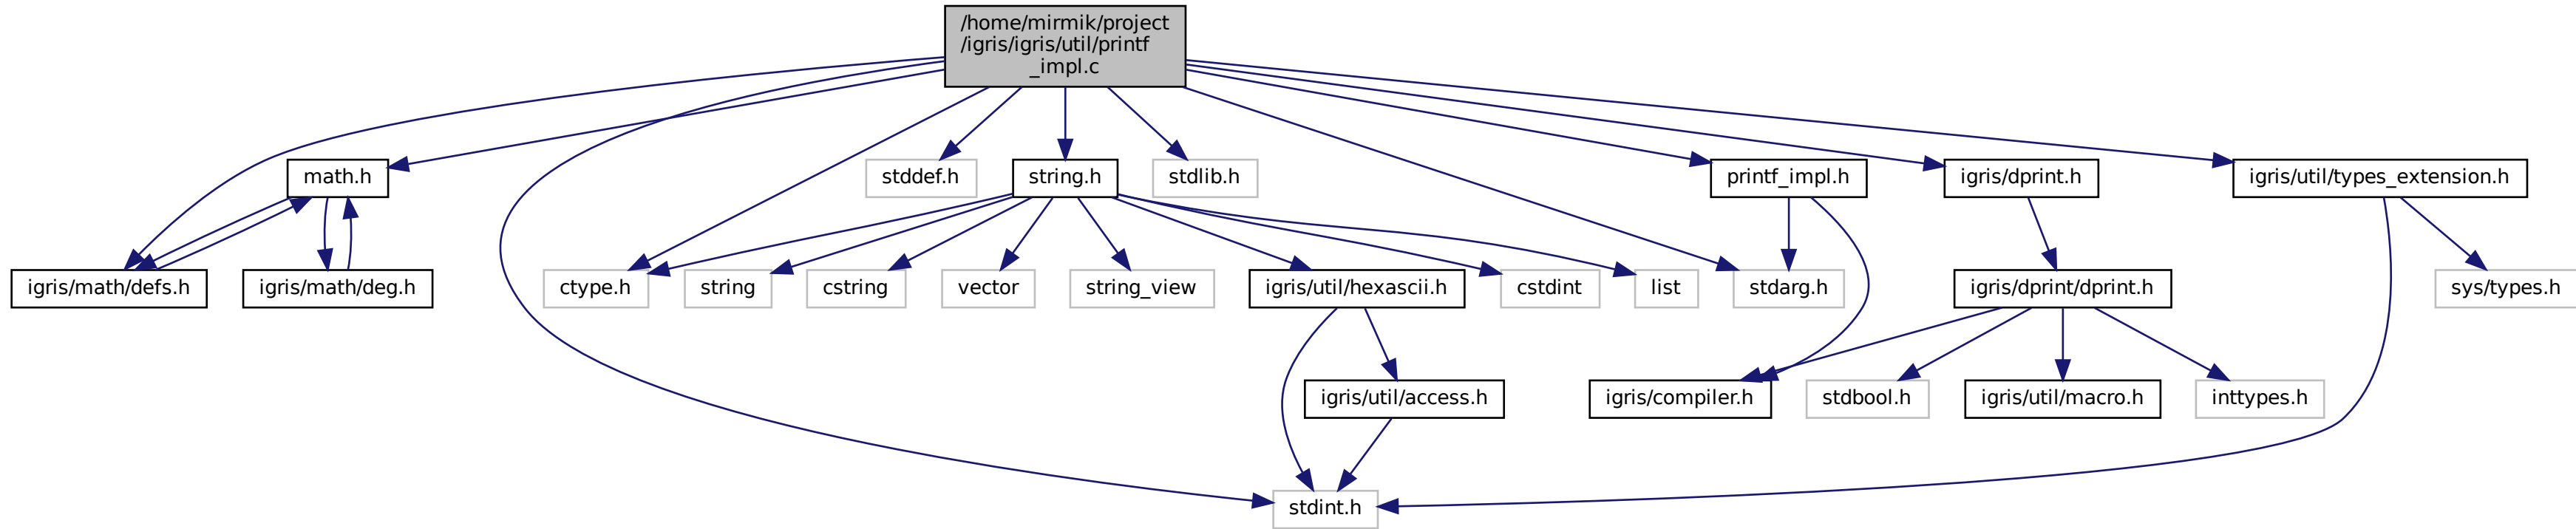 /home/mirmik/project
/igris/igris/util/printf
_impl.c
math.h
stddef.h
string.h
stdlib.h
printf_impl.h
igris/dprint.h
igris/util/types_extension.h
igris/math/defs.h
igris/math/deg.h
ctype.h
string
cstring
vector
string_view
igris/util/hexascii.h
cstdint
list
stdarg.h
igris/dprint/dprint.h
sys/types.h
igris/util/access.h
igris/compiler.h
stdbool.h
igris/util/macro.h
inttypes.h
stdint.h